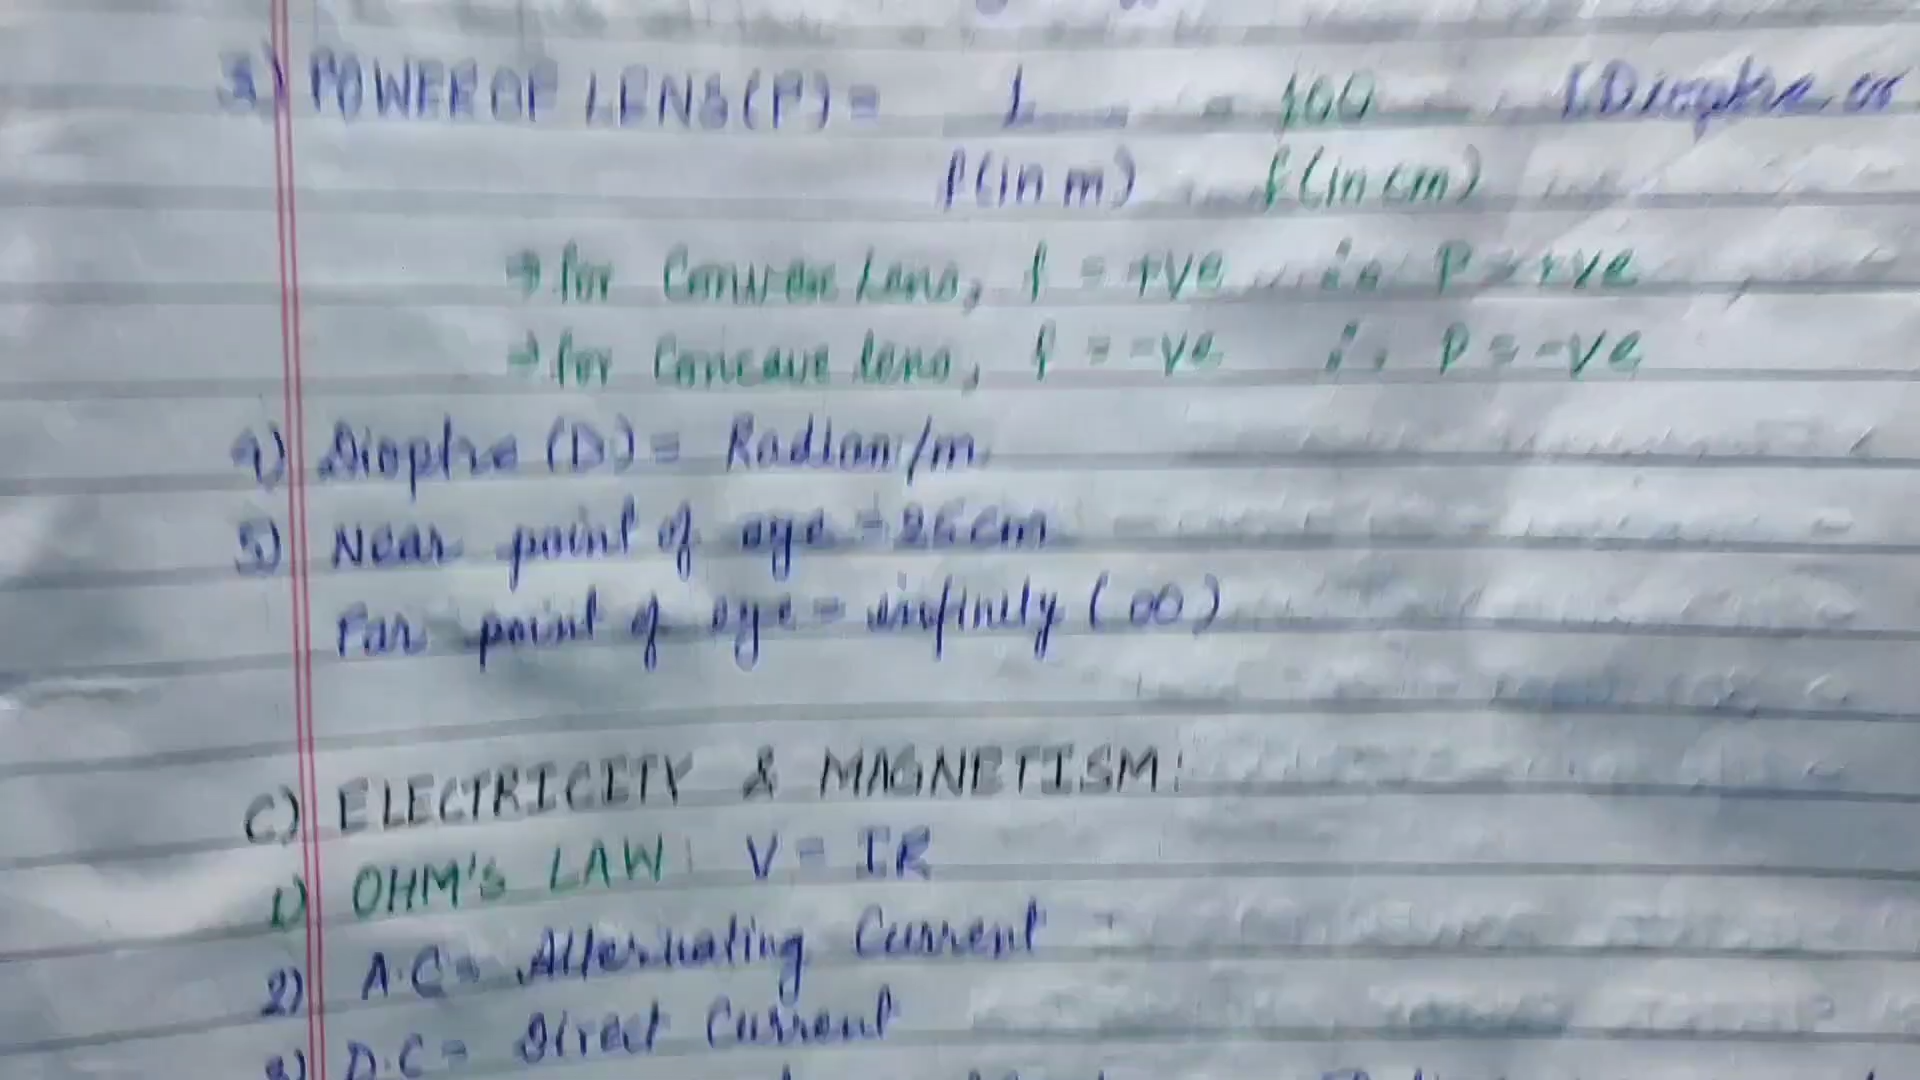 3) POWER OF LENS (P) = 1 = 100 (Dioptre or
f(in m) f(in cm)
→ for Convex Lens, f = +ve ∴ P = +ve
→ for Concave lens, f = -ve ∴ P = -ve
4) Dioptre (D) = Radian/m
5) Near point of eye = 25cm
Far point of eye = infinity (∞)
C) ELECTRICITY & MAGNETISM:
1) OHM's LAW: V = IR
2) A.C = Alternating Current
3) D.C = Direct Current